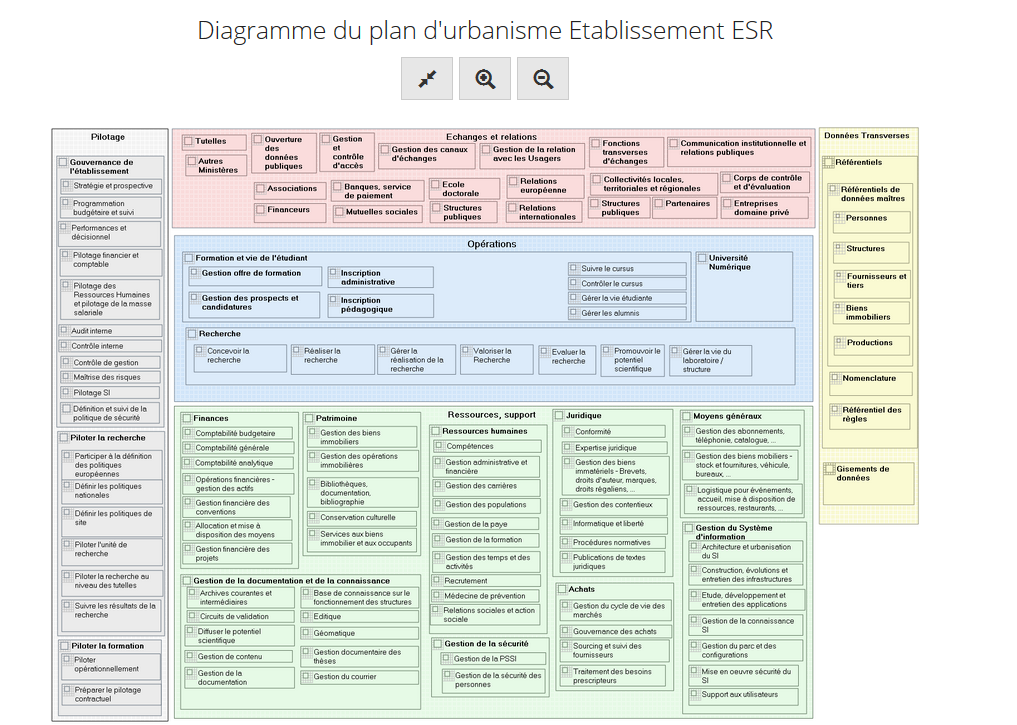 Diagramme du plan d'urbanisme Etablissement ESR
Pilotage
Gouvernance de
l'établissement
Stratégie et prospective
Programmation
budgétaire et suivi
Performances et
décisionnel
Pilotage financier et
comptable
Pilotage des
Ressources Humaines
et pilotage de la masse
salariale
Audit interne
Contrôle interne
Contrôle de gestion
Maîtrise des risques
Pilotage SI
Définition et suivi de la
politique de sécurité
Piloter la recherche
Participer à la définition
des politiques
européennes
Définir les politiques
nationales
Définir les politiques de
site
Piloter l'unité de
recherche
Piloter la recherche au
niveau des tutelles
Suivre les résultats de la
recherche
Piloter la formation
Piloter
opérationnellement
Préparer le pilotage
contractuel
Echanges et relations
Tutelles
Ouverture
des
données
publiques
Gestion
et
contrôle
d'accès
Gestion des canaux
d'échanges
Gestion de la relation
avec les Usagers
Fonctions
transverses
d'échanges
Communication institutionnelle et
relations publiques
Autres
Ministères
Associations
Banques, service
de paiement
Ecole
doctorale
Relations
européenne
Collectivités locales,
territoriales et régionales
Corps de contrôle
et d'évaluation
Financeurs
Mutuelles sociales
Structures
publiques
Relations
internationales
Structures
publiques
Partenaires
Entreprises
domaine privé
Opérations
Formation et vie de l'étudiant
Gestion offre de formation
Inscription
administrative
Gestion des prospects et
candidatures
Inscription
pédagogique
Suivre le cursus
Contrôler le cursus
Gérer la vie étudiante
Gérer les alumnis
Université
Numérique
Recherche
Concevoir la
recherche
Réaliser la
recherche
Gérer la
réalisation de la
recherche
Valoriser la
Recherche
Evaluer la
recherche
Promouvoir le
potentiel
scientifique
Gérer la vie du
laboratoire /
structure
Ressources, support
Finances
Comptabilité budgetaire
Comptabilité générale
Comptabilité analytique
Opérations financières -
gestion des actifs
Gestion financière des
conventions
Allocation et mise à
disposition des moyens
Gestion financière des
projets
Patrimoine
Gestion des biens
immobiliers
Gestion des opérations
immobilières
Bibliothèques,
documentation,
bibliographie
Conservation culturelle
Services aux biens
immobilier et aux occupants
Gestion de la documentation et de la connaissance
Archives courantes et
intermédiaires
Circuits de validation
Diffuser le potentiel
scientifique
Gestion de contenu
Gestion de la
documentation
Base de connaissance sur le
fonctionnement des structures
Editique
Géomatique
Gestion documentaire des
thèses
Gestion du courrier
Ressources humaines
Compétences
Gestion administrative et
financière
Gestion des carrières
Gestion des populations
Gestion de la paye
Gestion de la formation
Gestion des temps et des
activités
Recrutement
Médecine de prévention
Relations sociales et action
sociale
Gestion de la sécurité
Gestion de la PSSI
Gestion de la sécurité des
personnes
Juridique
Conformité
Expertise juridique
Gestion des biens
immatériels - Brevets,
droits d'auteur, marques,
droits régaliens, ...
Gestion des contentieux
Informatique et liberté
Procédures normatives
Publications de textes
juridiques
Achats
Gestion du cycle de vie des
marchés
Gouvernance des achats
Sourcing et suivi des
fournisseurs
Traitement des besoins
prescripteurs
Moyens généraux
Gestion des abonnements,
téléphonie, catalogue, ...
Gestion des biens mobiliers -
stock et fournitures, véhicule,
bureaux, ...
Logistique pour événements,
accueil, mise à disposition de
ressources, restaurants, ...
Gestion du Système
d'information
Architecture et urbanisation
du SI
Construction, évolutions et
entretien des infrastructures
Etude, développement et
entretien des applications
Gestion de la connaissance
SI
Gestion du parc et des
configurations
Mise en oeuvre sécurité du
SI
Support aux utilisateurs
Données Transverses
Référentiels
Référentiels de
données maîtres
Personnes
Structures
Fournisseurs et
tiers
Biens
immobiliers
Productions
Nomenclature
Référentiel des
règles
Gisements de
données